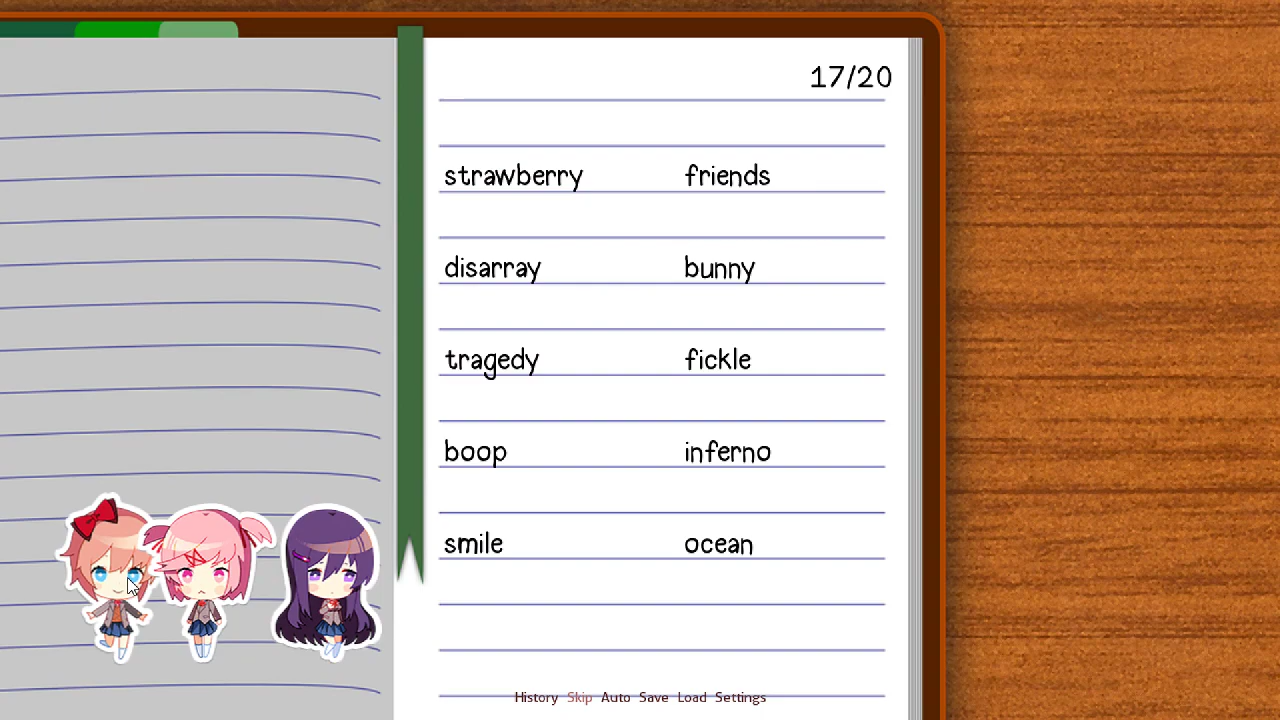 17/20
strawberry friends
disarray bunny
tragedy fickle
boop inferno
smile ocean
History Skip Auto Save Load Settings